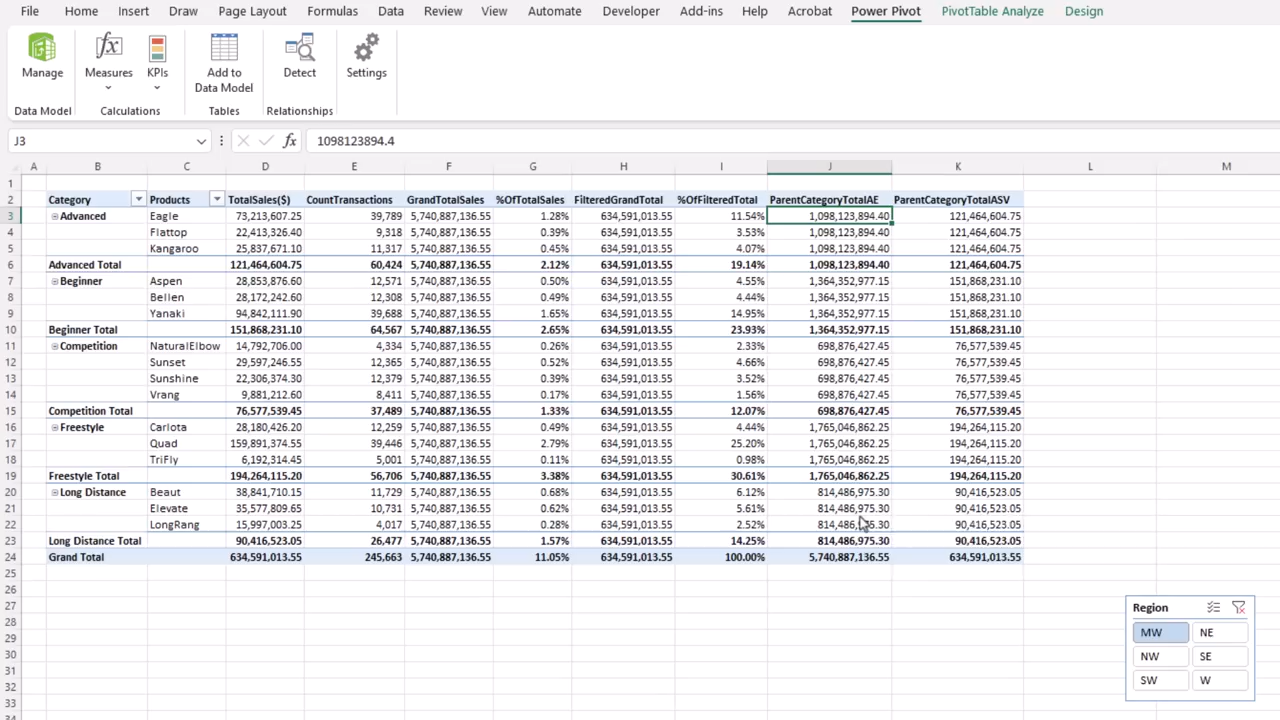 File Home Insert Draw Page Layout Formulas Data Review View Automate Developer Add-ins Help Acrobat Power Pivot PivotTable Analyze Design
Manage Measures KPIs Add to Data Model Detect Settings
Data Model Calculations Tables Relationships
J3 fx 1098123894.4
A B C D E F G H I J K L M
1
2 Category Products TotalSales($) CountTransactions GrandTotalSales %OfTotalSales FilteredGrandTotal %OfFilteredTotal ParentCategoryTotalAE ParentCategoryTotalASV
3 Advanced Eagle 73,213,607.25 39,789 5,740,887,136.55 1.28% 634,591,013.55 11.54% 1,098,123,894.40 121,464,604.75
4 Flattop 22,413,326.40 9,318 5,740,887,136.55 0.39% 634,591,013.55 3.53% 1,098,123,894.40 121,464,604.75
5 Kangaroo 25,837,671.10 11,317 5,740,887,136.55 0.45% 634,591,013.55 4.07% 1,098,123,894.40 121,464,604.75
6 Advanced Total 121,464,604.75 60,424 5,740,887,136.55 2.12% 634,591,013.55 19.14% 1,098,123,894.40 121,464,604.75
7 Beginner Aspen 28,853,876.60 12,571 5,740,887,136.55 0.50% 634,591,013.55 4.55% 1,364,352,977.15 151,868,231.10
8 Bellen 28,172,242.60 12,308 5,740,887,136.55 0.49% 634,591,013.55 4.44% 1,364,352,977.15 151,868,231.10
9 Yanaki 94,842,111.90 39,688 5,740,887,136.55 1.65% 634,591,013.55 14.95% 1,364,352,977.15 151,868,231.10
10 Beginner Total 151,868,231.10 64,567 5,740,887,136.55 2.65% 634,591,013.55 23.93% 1,364,352,977.15 151,868,231.10
11 Competition NaturalElbow 14,792,706.00 4,334 5,740,887,136.55 0.26% 634,591,013.55 2.33% 698,876,427.45 76,577,539.45
12 Sunset 29,597,246.55 12,365 5,740,887,136.55 0.52% 634,591,013.55 4.66% 698,876,427.45 76,577,539.45
13 Sunshine 22,306,374.30 12,379 5,740,887,136.55 0.39% 634,591,013.55 3.52% 698,876,427.45 76,577,539.45
14 Vrang 9,881,212.60 8,411 5,740,887,136.55 0.17% 634,591,013.55 1.56% 698,876,427.45 76,577,539.45
15 Competition Total 76,577,539.45 37,489 5,740,887,136.55 1.33% 634,591,013.55 12.07% 698,876,427.45 76,577,539.45
16 Freestyle Carlota 28,180,426.20 12,259 5,740,887,136.55 0.49% 634,591,013.55 4.44% 1,765,046,862.25 194,264,115.20
17 Quad 159,891,374.55 39,446 5,740,887,136.55 2.79% 634,591,013.55 25.20% 1,765,046,862.25 194,264,115.20
18 TriFly 6,192,314.45 5,001 5,740,887,136.55 0.11% 634,591,013.55 0.98% 1,765,046,862.25 194,264,115.20
19 Freestyle Total 194,264,115.20 56,706 5,740,887,136.55 3.38% 634,591,013.55 30.61% 1,765,046,862.25 194,264,115.20
20 Long Distance Beaut 38,841,710.15 11,729 5,740,887,136.55 0.68% 634,591,013.55 6.12% 814,486,975.30 90,416,523.05
21 Elevate 35,577,809.65 10,731 5,740,887,136.55 0.62% 634,591,013.55 5.61% 814,486,975.30 90,416,523.05
22 LongRang 15,997,003.25 4,017 5,740,887,136.55 0.28% 634,591,013.55 2.52% 90,416,523.05
23 Long Distance Total 90,416,523.05 26,477 5,740,887,136.55 1.57% 634,591,013.55 14.25% 814,486,975.30 90,416,523.05
24 Grand Total 634,591,013.55 245,663 5,740,887,136.55 11.05% 634,591,013.55 100.00% 5,740,887,136.55 634,591,013.55
25
26
27
28
29
30
31
32
33
Region
MW NE
NW SE
SW W